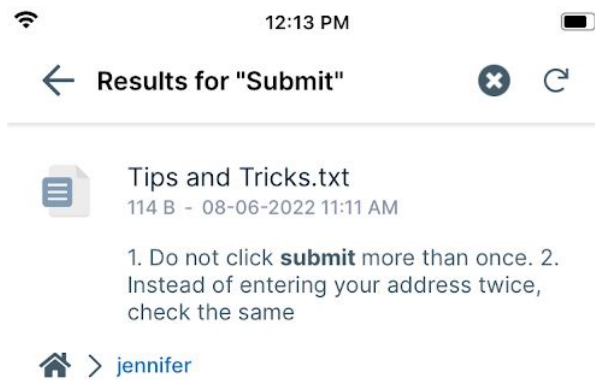 12:13 PM
Results for "Submit"
Tips and Tricks.txt
114 B - 08-06-2022 11:11 AM
1. Do not click submit more than once. 2.
Instead of entering your address twice,
check the same
jennifer